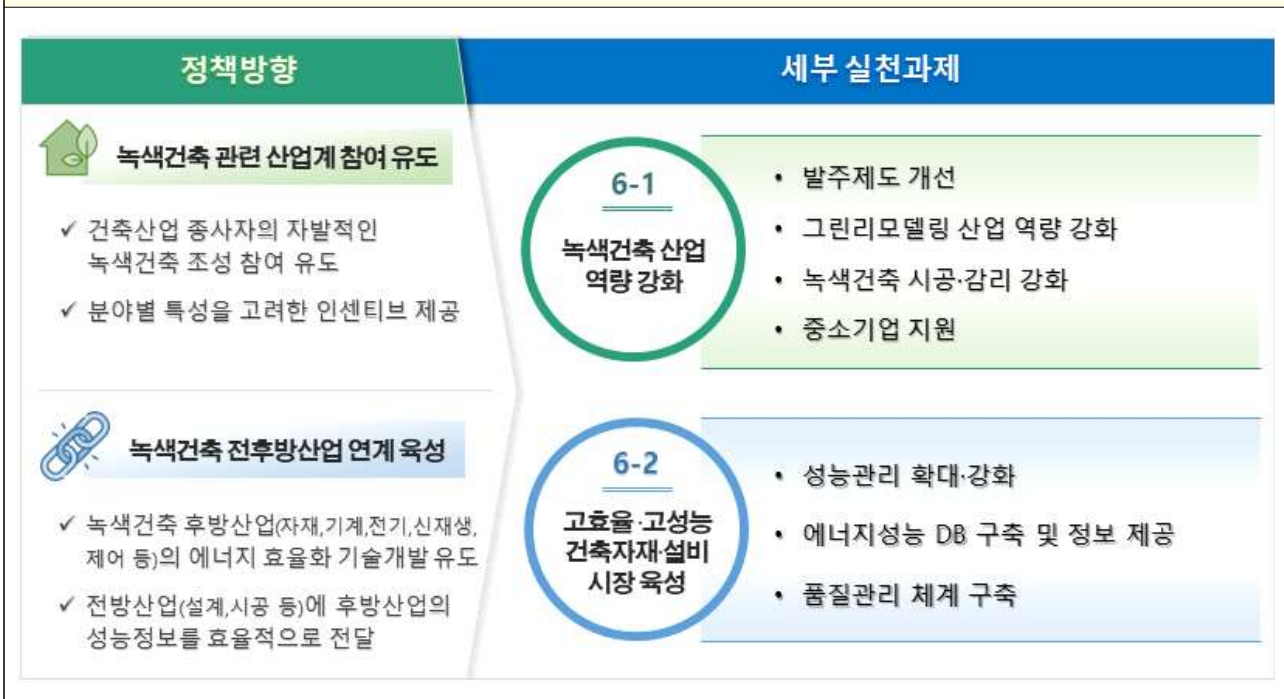 정책방향
세부 실천과제
녹색건축 관련 산업계 참여 유도
✓ 건축산업 종사자의 자발적인
녹색건축 조성 참여 유도
✓ 분야별 특성을 고려한 인센티브 제공
6-1
녹색건축 산업
역량 강화
• 발주제도 개선
• 그린리모델링 산업 역량 강화
• 녹색건축 시공·감리 강화
• 중소기업 지원
녹색건축 전후방산업 연계 육성
✓ 녹색건축 후방산업(자재,기계,전기,신재생,
제어 등)의 에너지 효율화 기술개발 유도
✓ 전방산업(설계,시공 등)에 후방산업의
성능정보를 효율적으로 전달
6-2
고효율·고성능
건축자재·설비
시장 육성
• 성능관리 확대·강화
• 에너지성능 DB 구축 및 정보 제공
• 품질관리 체계 구축